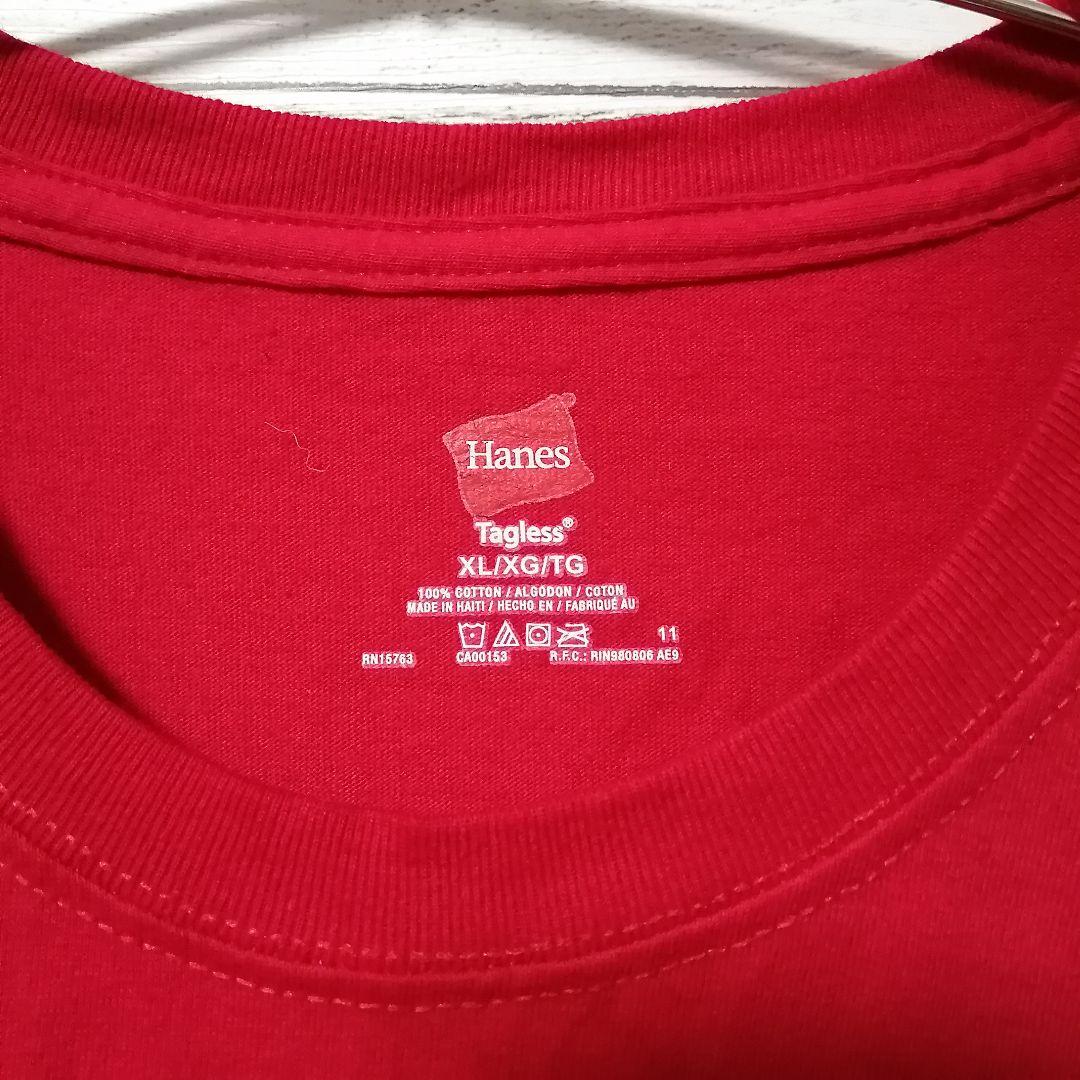 Hanes
Tagless®
XL/XG/TG
100% COTTON / ALGODON / COTON
MADE IN HAITI / HECHO EN / FABRIQUÉ AU
11
RN15763 CA00153 R.F.C.: RIN980806 AE9